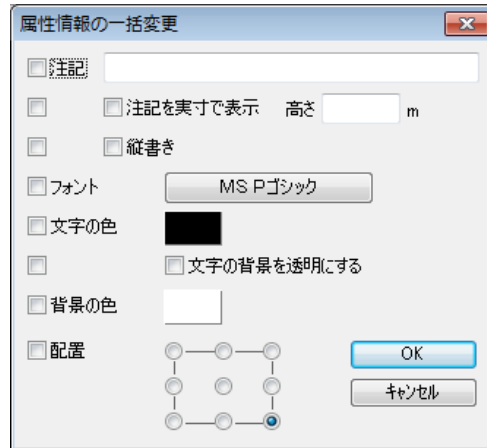 属性情報の一括変更
注記
注記を実寸で表示 高さ m
縦書き
フォント MS Pゴシック
文字の色
文字の背景を透明にする
背景の色
配置
OK
キャンセル